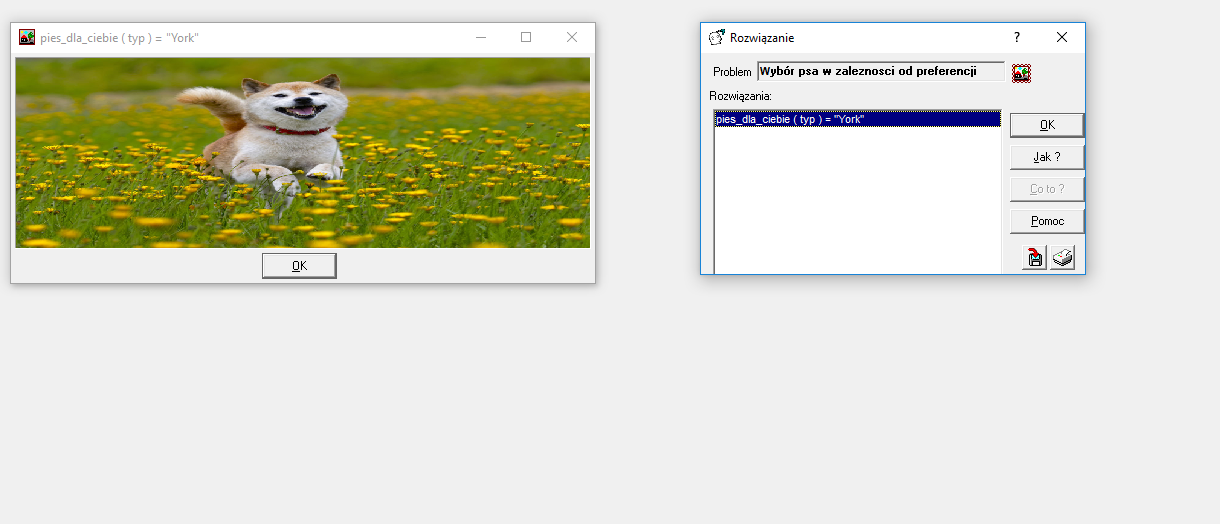 pies_dla_ciebie ( typ ) = "York"
OK
Rozwiązanie
?
Problem Wybór psa w zaleznosci od preferencji
Rozwiązania:
pies_dla_ciebie ( typ ) = "York"
OK
Jak ?
Co to ?
Pomoc